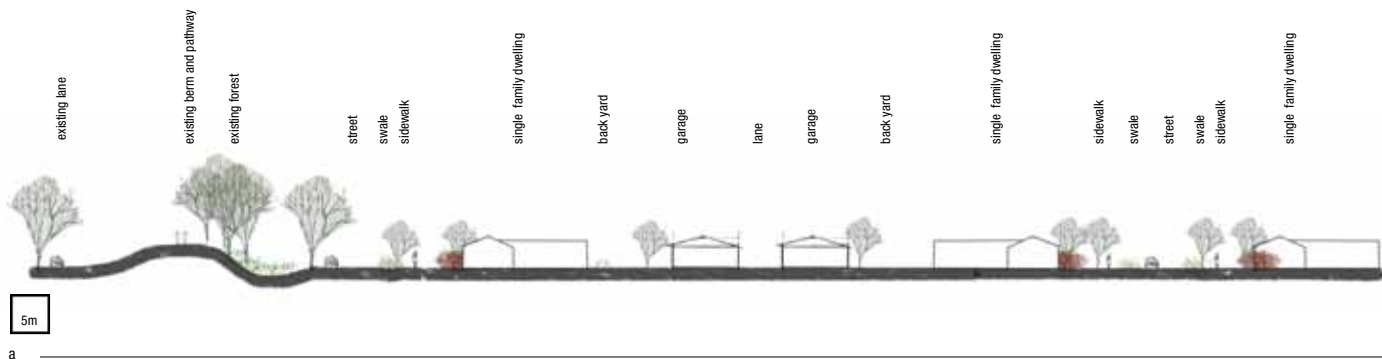 existing lane
existing berm and pathway
existing forest
street
swale
sidewalk
single family dwelling
back yard
garage
lane
garage
back yard
single family dwelling
sidewalk
swale
street
swale
sidewalk
single family dwelling
5m
a